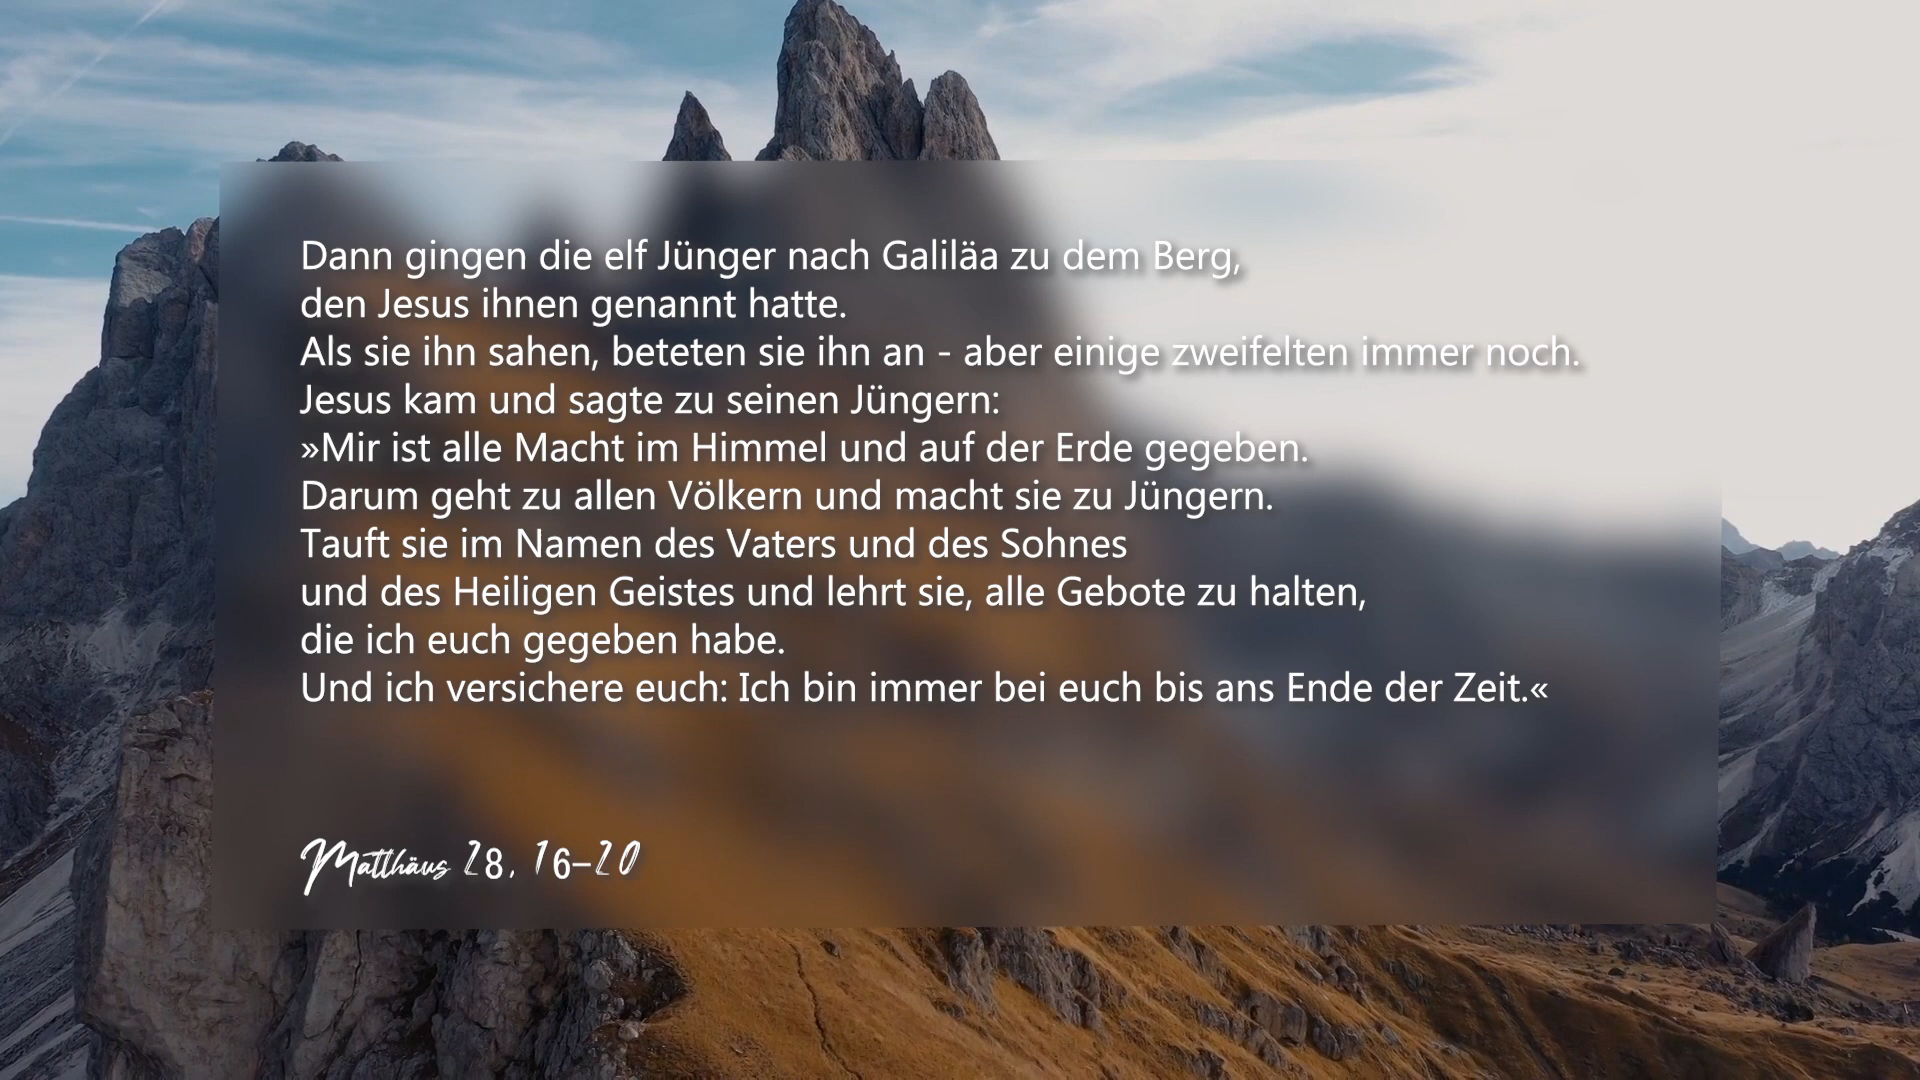 Dann gingen die elf Jünger nach Galiläa zu dem Berg,
den Jesus ihnen genannt hatte.
Als sie ihn sahen, beteten sie ihn an - aber einige zweifelten immer noch.
Jesus kam und sagte zu seinen Jüngern:
»Mir ist alle Macht im Himmel und auf der Erde gegeben.
Darum geht zu allen Völkern und macht sie zu Jüngern.
Tauft sie im Namen des Vaters und des Sohnes
und des Heiligen Geistes und lehrt sie, alle Gebote zu halten,
die ich euch gegeben habe.
Und ich versichere euch: Ich bin immer bei euch bis ans Ende der Zeit.«
Matthäus 28, 16–20